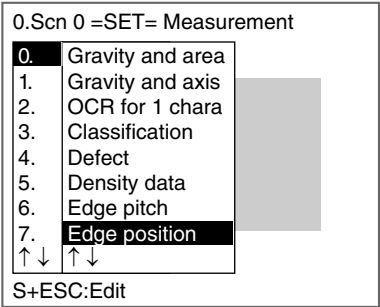 0.Scn 0 =SET= Measurement
0. Gravity and area
1. Gravity and axis
2. OCR for 1 chara
3. Classification
4. Defect
5. Density data
6. Edge pitch
7. Edge position
↑↓ ↑↓
S+ESC:Edit